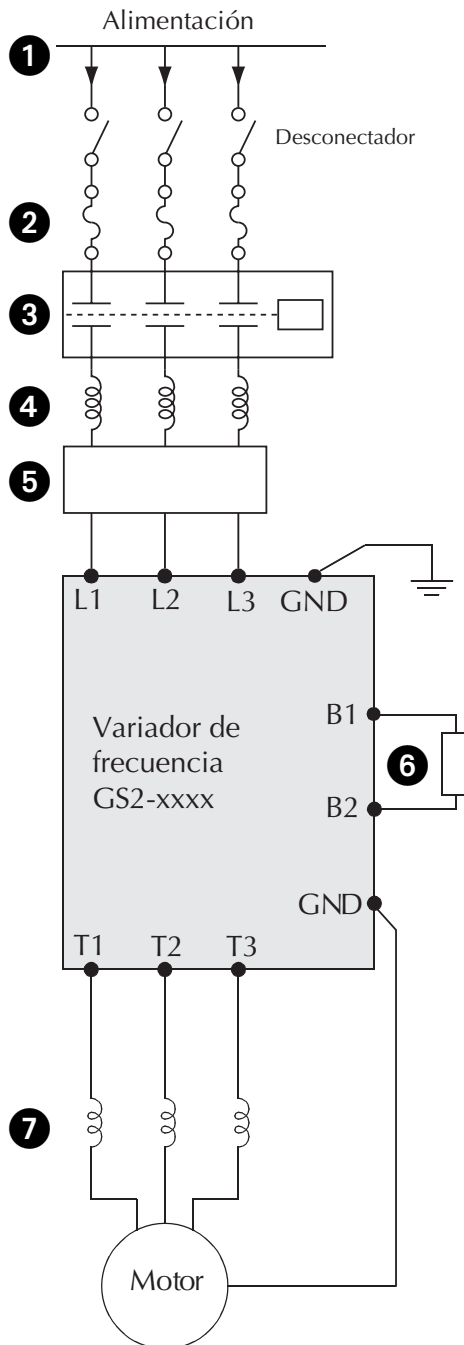 Alimentación
1
Desconectador
2
3
4
5
L1 L2 L3 GND
B1
Variador de
frecuencia
GS2-xxxx
6
B2
GND
T1 T2 T3
7
Motor